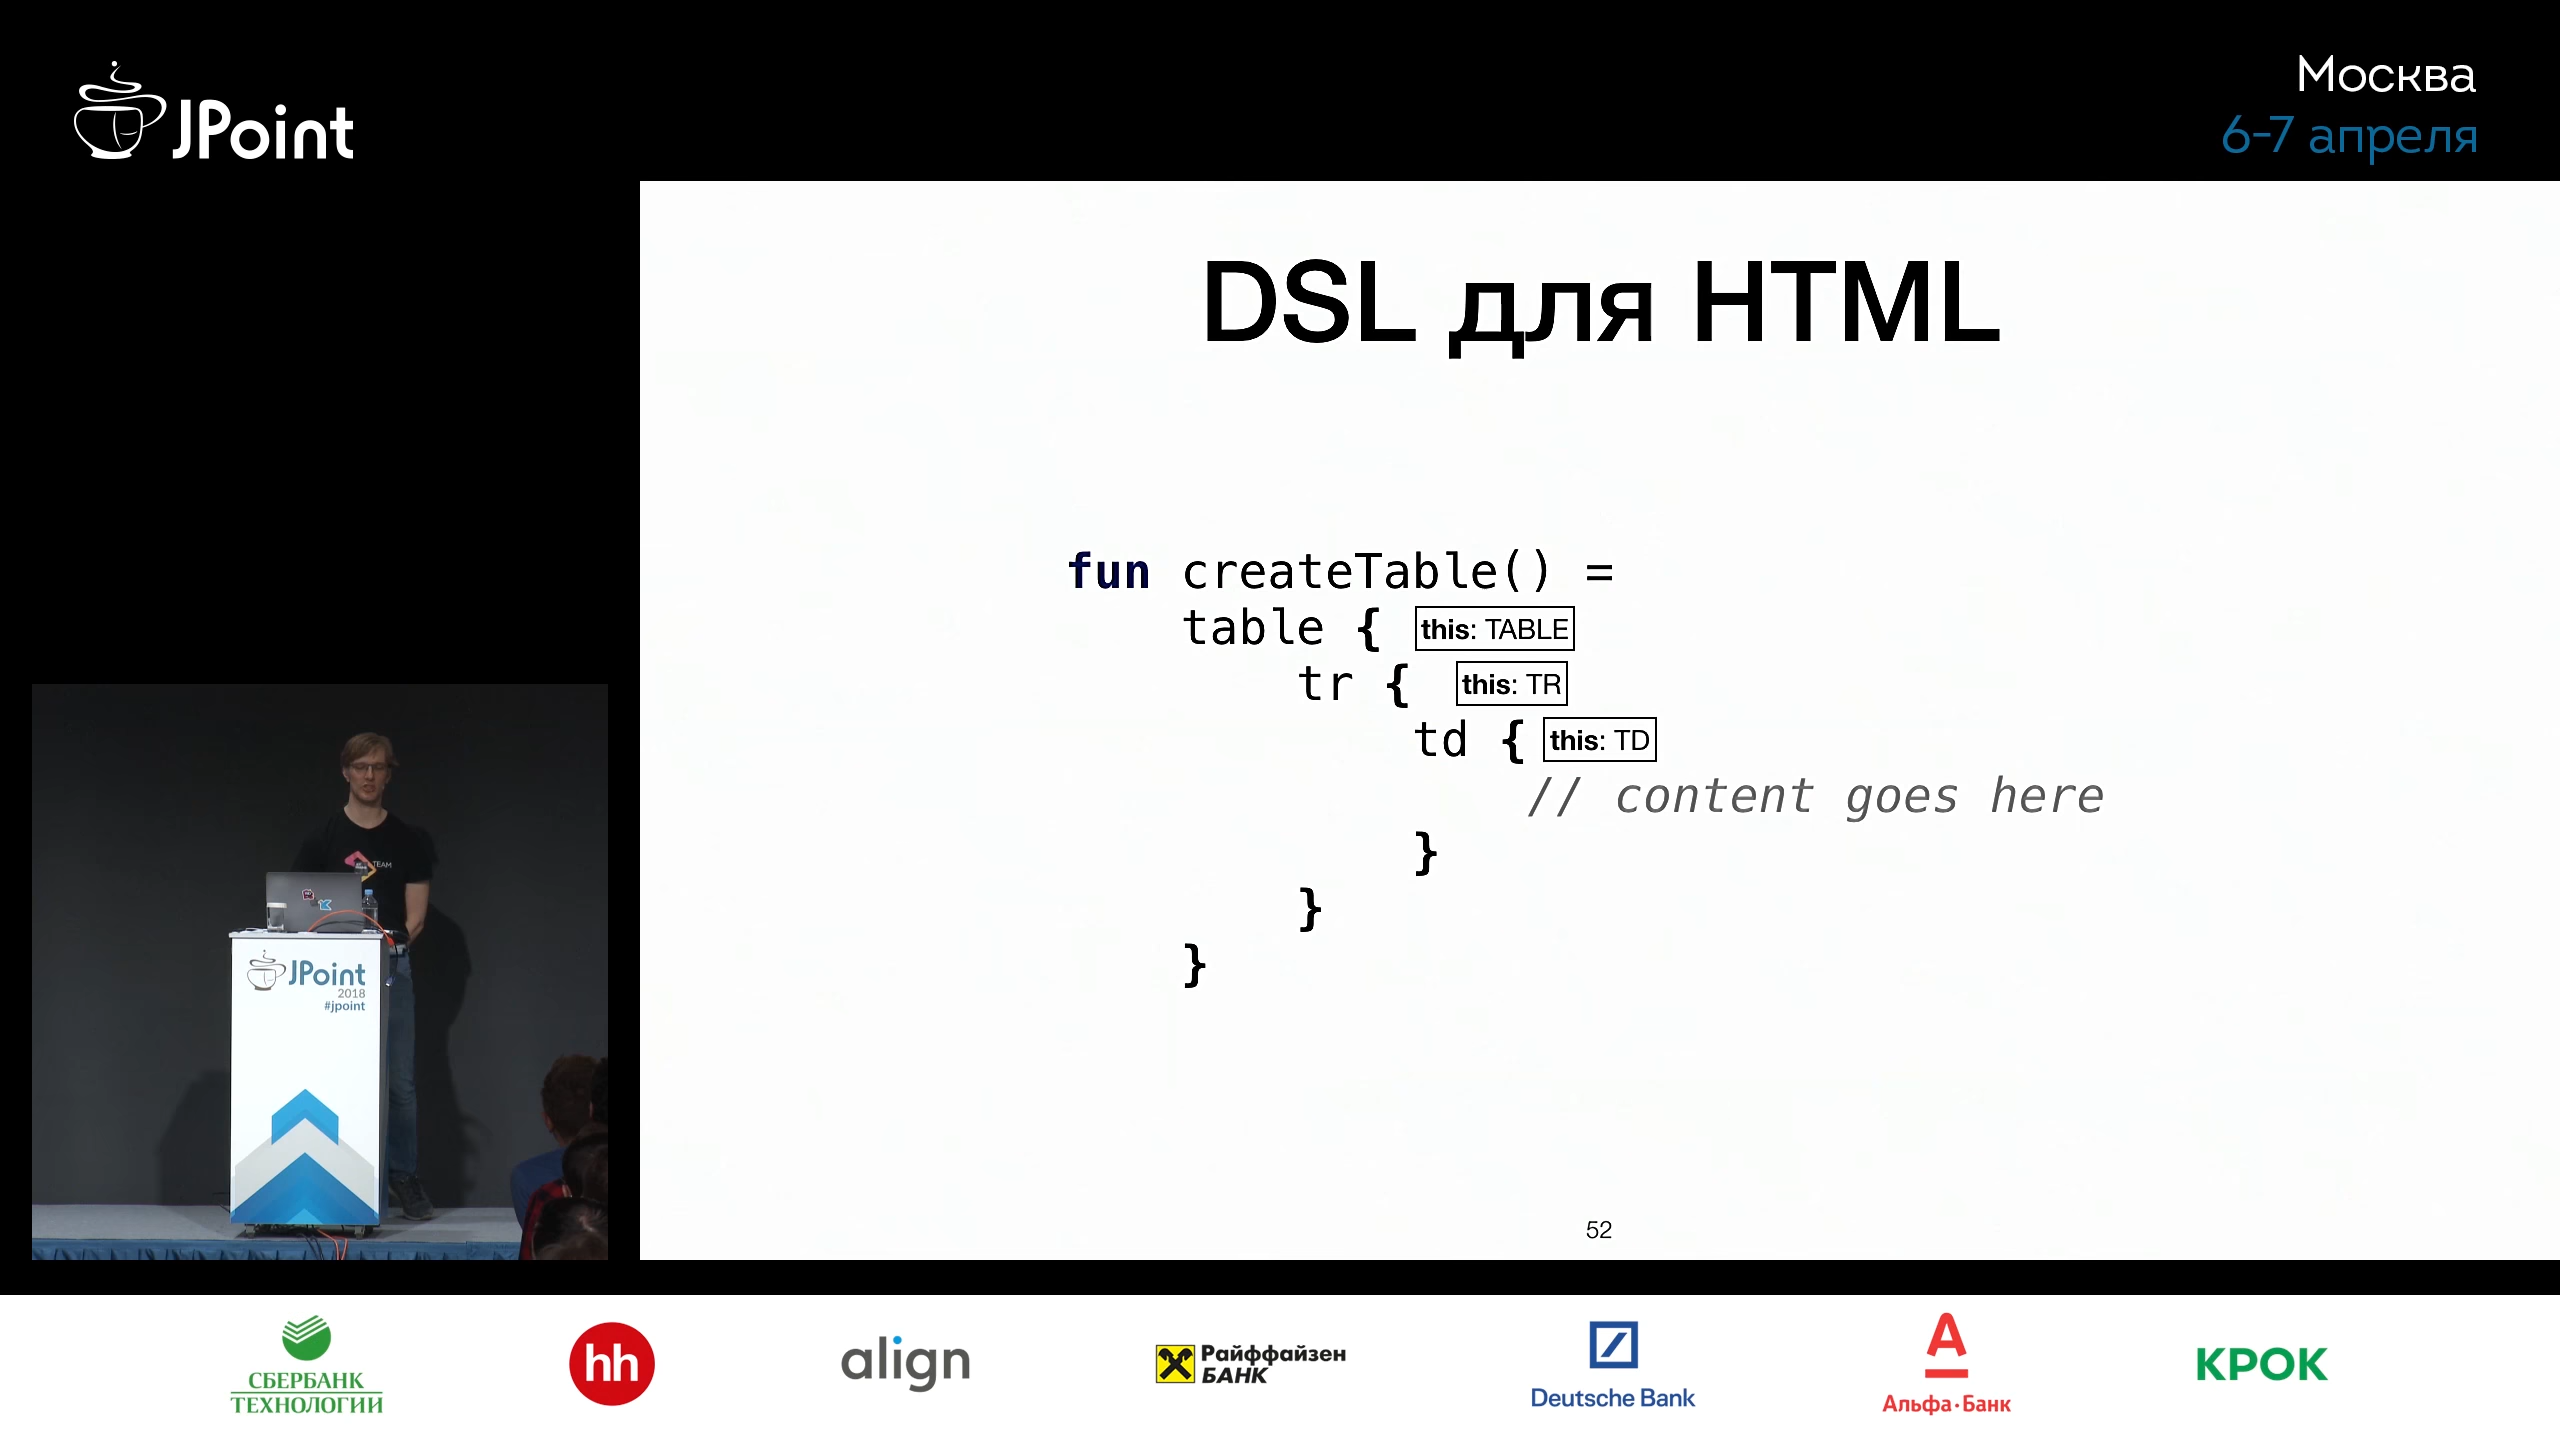 JPoint
Москва
6-7 апреля
DSL для HTML
fun createTable() =
table { this: TABLE
tr { this: TR
td { this: TD
// content goes here
}
}
}
52
TEAM
JPoint
2018
#jpoint
СБЕРБАНК
ТЕХНОЛОГИИ
hh
align
Райффайзен
БАНК
Deutsche Bank
А
Альфа·Банк
КРОК